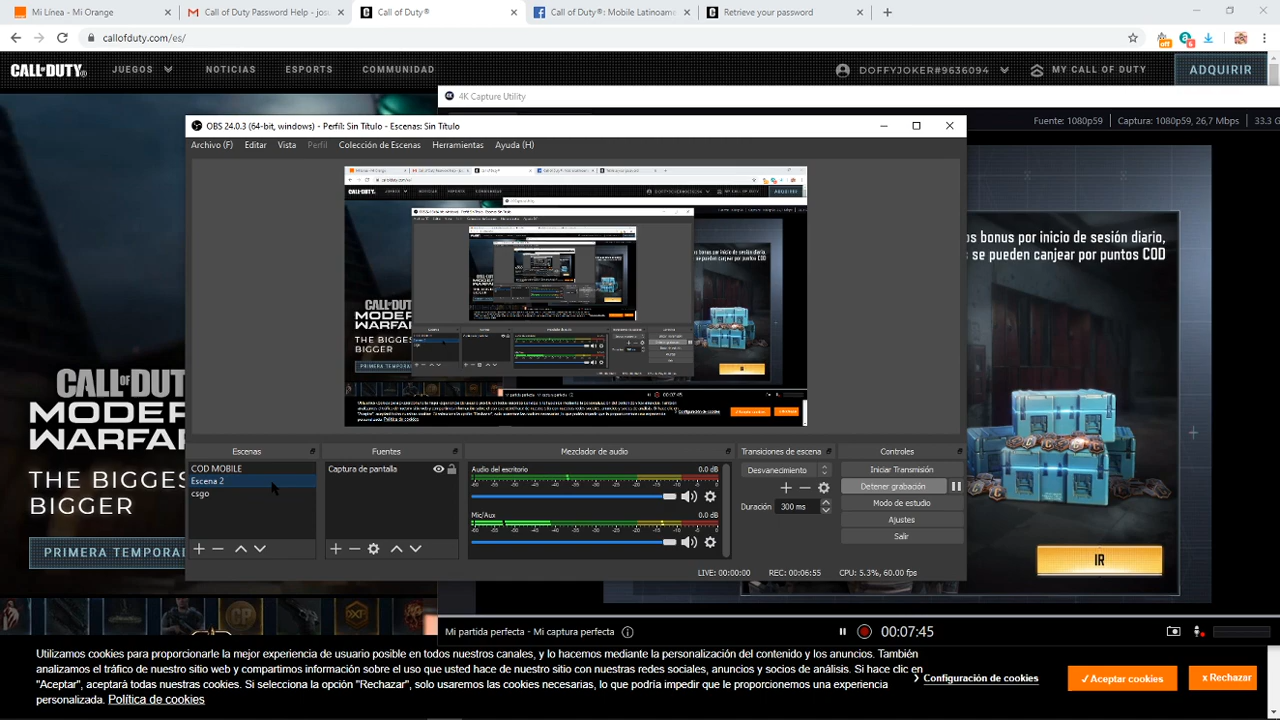 Mi Línea - Mi Orange
Call of Duty Password Help - josu
Call of Duty®
Call of Duty®: Mobile Latinoame
Retrieve your password
callofduty.com/es/
CALL OF DUTY®
JUEGOS
NOTICIAS
ESPORTS
COMUNIDAD
DOFFYJOKER#9636094
MY CALL OF DUTY
ADQUIRIR
4K Capture Utility
Fuente: 1080p59
Captura: 1080p59, 26,7 Mbps
33.3 G
OBS 24.0.3 (64-bit, windows) - Perfil: Sin Título - Escenas: Sin Título
Archivo (F)
Editar
Vista
Perfil
Colección de Escenas
Herramientas
Ayuda (H)
os bonus por inicio de sesión diario,
s se pueden canjear por puntos COD
CALL OF DUTY
MODER
WARFA
THE BIGGES
BIGGER
PRIMERA TEMPORAL
Escenas
Fuentes
Mezclador de audio
Transiciones de escena
Controles
COD MOBILE
Escena 2
csgo
Captura de pantalla
Audio del escritorio
0.0 dB
Mic/Aux
0.0 dB
Desvanecimiento
Duración
300 ms
Iniciar Transmisión
Detener grabación
Modo de estudio
Ajustes
Salir
LIVE: 00:00:00
REC: 00:06:55
CPU: 5.3%, 60.00 fps
IR
Mi partida perfecta - Mi captura perfecta
00:07:45
Utilizamos cookies para proporcionarle la mejor experiencia de usuario posible en todos nuestros canales, y lo hacemos mediante la personalización del contenido y los anuncios. También
analizamos el tráfico de nuestro sitio web y compartimos información sobre el uso que usted hace de nuestro sitio con nuestras redes sociales, anuncios y socios de análisis. Si hace clic en
"Aceptar", aceptará todas nuestras cookies. Si selecciona la opción "Rechazar", solo usaremos las cookies necesarias, lo que podría impedir que le proporcionemos una experiencia
personalizada. Política de cookies
Configuración de cookies
✓Aceptar cookies
x Rechazar